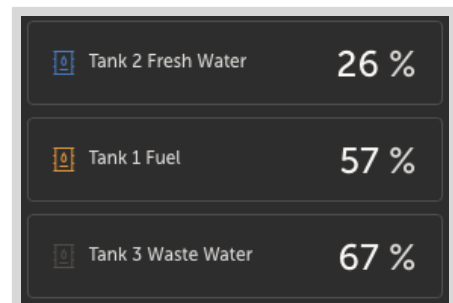 Tank 2 Fresh Water 26 %
Tank 1 Fuel 57 %
Tank 3 Waste Water 67 %